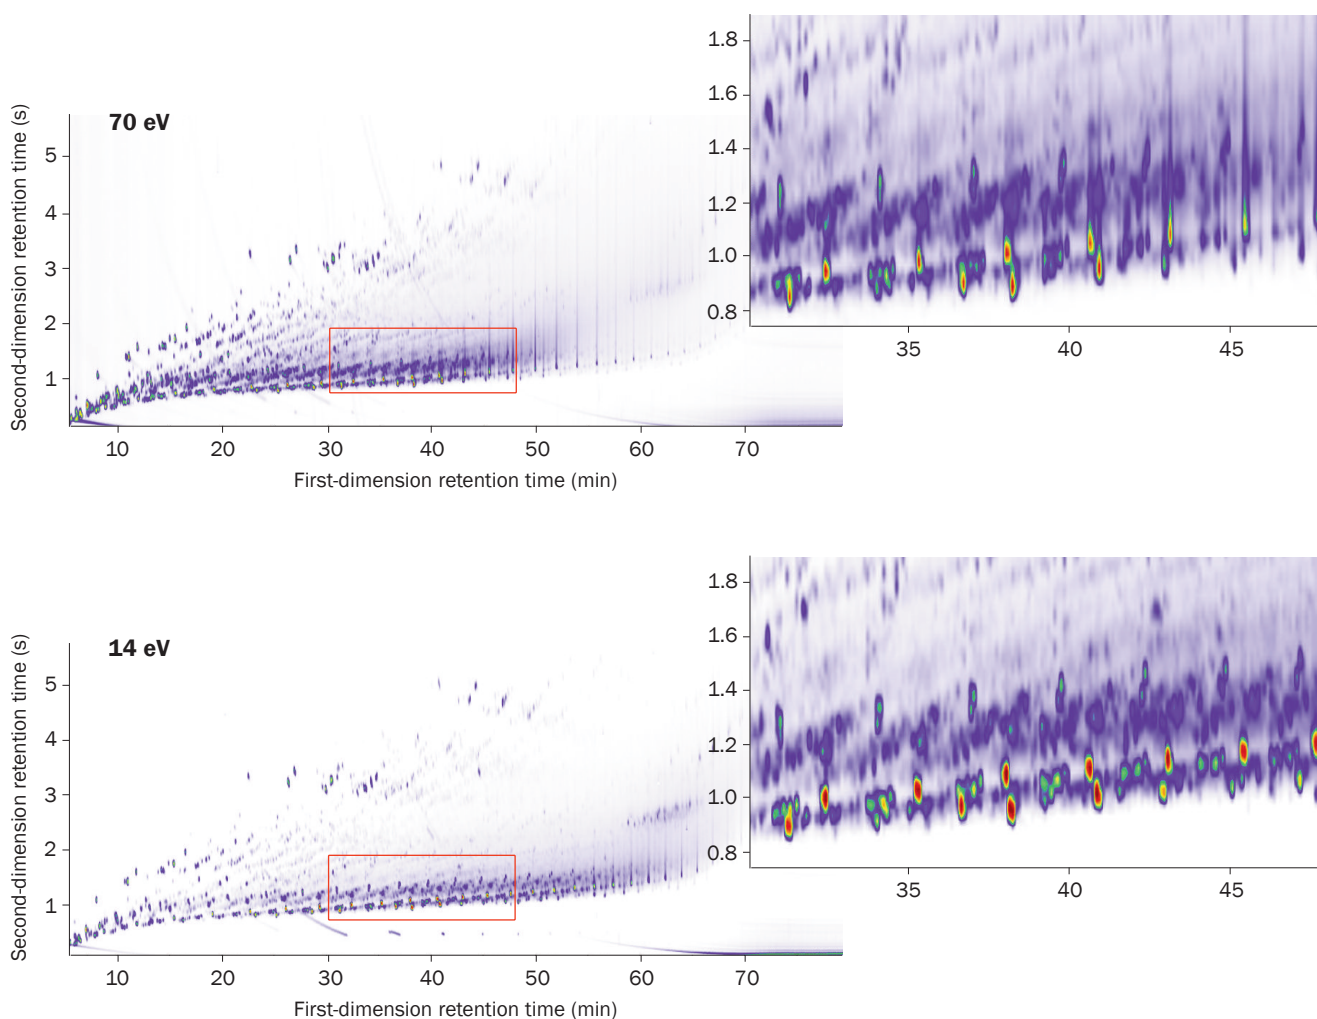 70 eV
Second-dimension retention time (s)
5
4
3
2
1
10 20 30 40 50 60 70
First-dimension retention time (min)
1.8
1.6
1.4
1.2
1.0
0.8
35 40 45
14 eV
Second-dimension retention time (s)
5
4
3
2
1
10 20 30 40 50 60 70
First-dimension retention time (min)
1.8
1.6
1.4
1.2
1.0
0.8
35 40 45